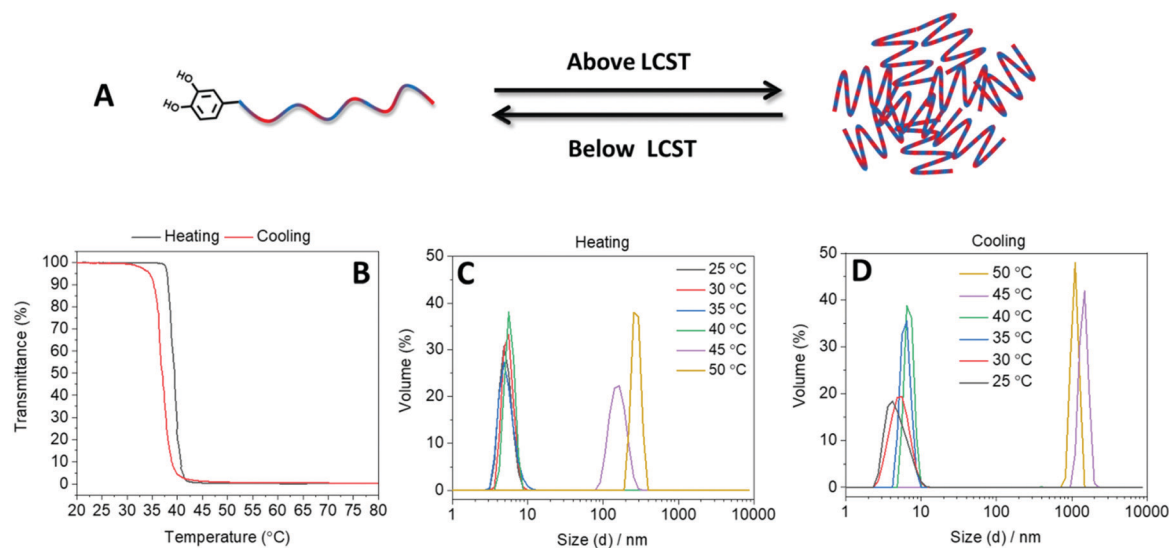 A
HO
HO
Above LCST
Below LCST
Heating Cooling
B
Transmittance (%)
100
90
80
70
60
50
40
30
20
10
0
20 25 30 35 40 45 50 55 60 65 70 75 80
Temperature (°C)
Heating
C
25 °C
30 °C
35 °C
40 °C
45 °C
50 °C
Volume (%)
50
40
30
20
10
0
1 10 100 1000 10000
Size (d) / nm
Cooling
D
50 °C
45 °C
40 °C
35 °C
30 °C
25 °C
Volume (%)
50
40
30
20
10
0
1 10 100 1000 10000
Size (d) / nm